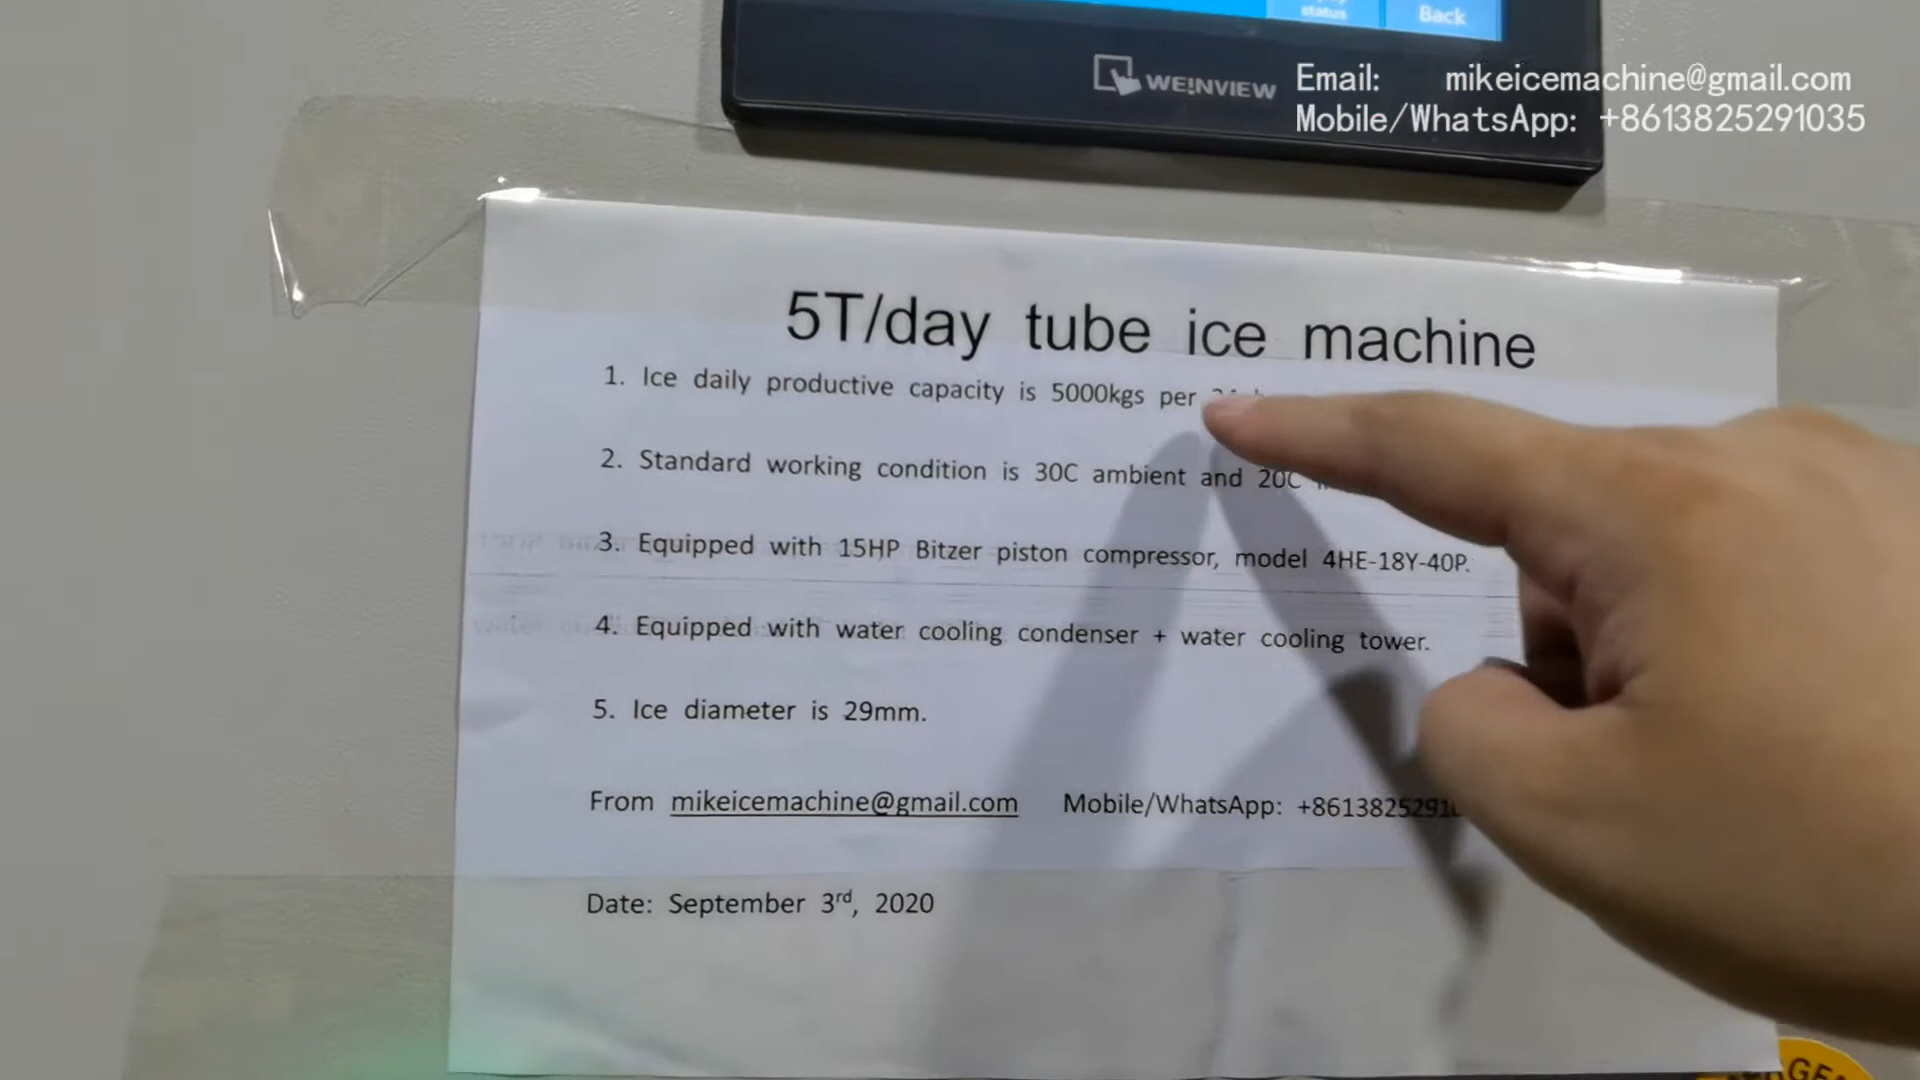 status Back
WEINVIEW
Email: mikeicemachine@gmail.com
Mobile/WhatsApp: +8613825291035
5T/day tube ice machine
1. Ice daily productive capacity is 5000kgs per
2. Standard working condition is 30C ambient and 20C
3. Equipped with 15HP Bitzer piston compressor, model 4HE-18Y-40P.
4. Equipped with water cooling condenser + water cooling tower.
5. Ice diameter is 29mm.
From mikeicemachine@gmail.com Mobile/WhatsApp: +861382529
Date: September 3rd, 2020